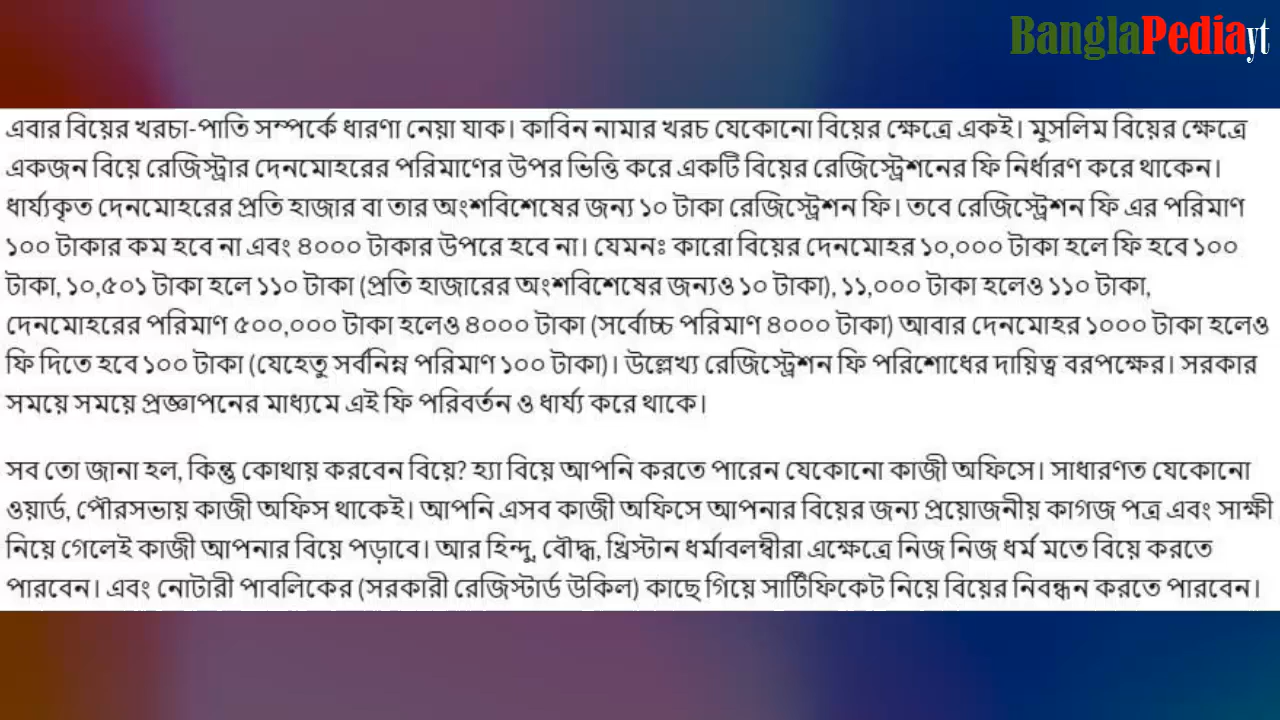 BanglaPediayt
এবার বিয়ের খরচা-পাতি সম্পর্কে ধারণা নেয়া যাক। কাবিন নামার খরচ যেকোনো বিয়ের ক্ষেত্রে একই। মুসলিম বিয়ের ক্ষেত্রে
একজন বিয়ে রেজিস্ট্রার দেনমোহরের পরিমাণের উপর ভিত্তি করে একটি বিয়ের রেজিস্ট্রেশনের ফি নির্ধারণ করে থাকেন।
ধার্য্যকৃত দেনমোহরের প্রতি হাজার বা তার অংশবিশেষের জন্য ১০ টাকা রেজিস্ট্রেশন ফি। তবে রেজিস্ট্রেশন ফি এর পরিমাণ
১০০ টাকার কম হবে না এবং ৪০০০ টাকার উপরে হবে না। যেমনঃ কারো বিয়ের দেনমোহর ১০,০০০ টাকা হলে ফি হবে ১০০
টাকা, ১০,৫০১ টাকা হলে ১১০ টাকা (প্রতি হাজারের অংশবিশেষের জন্যও ১০ টাকা), ১১,০০০ টাকা হলেও ১১০ টাকা,
দেনমোহরের পরিমাণ ৫০০,০০০ টাকা হলেও ৪০০০ টাকা (সর্বোচ্চ পরিমাণ ৪০০০ টাকা) আবার দেনমোহর ১০০০ টাকা হলেও
ফি দিতে হবে ১০০ টাকা (যেহেতু সর্বনিম্ন পরিমাণ ১০০ টাকা)। উল্লেখ্য রেজিস্ট্রেশন ফি পরিশোধের দায়িত্ব বরপক্ষের। সরকার
সময়ে সময়ে প্রজ্ঞাপনের মাধ্যমে এই ফি পরিবর্তন ও ধার্য্য করে থাকে।
সব তো জানা হল, কিন্তু কোথায় করবেন বিয়ে? হ্যা বিয়ে আপনি করতে পারেন যেকোনো কাজী অফিসে। সাধারণত যেকোনো
ওয়ার্ড, পৌরসভায় কাজী অফিস থাকেই। আপনি এসব কাজী অফিসে আপনার বিয়ের জন্য প্রয়োজনীয় কাগজ পত্র এবং সাক্ষী
নিয়ে গেলেই কাজী আপনার বিয়ে পড়াবে। আর হিন্দু, বৌদ্ধ, খ্রিস্টান ধর্মাবলম্বীরা এক্ষেত্রে নিজ নিজ ধর্ম মতে বিয়ে করতে
পারবেন। এবং নোটারী পাবলিকের (সরকারী রেজিস্টার্ড উকিল) কাছে গিয়ে সার্টিফিকেট নিয়ে বিয়ের নিবন্ধন করতে পারবেন।